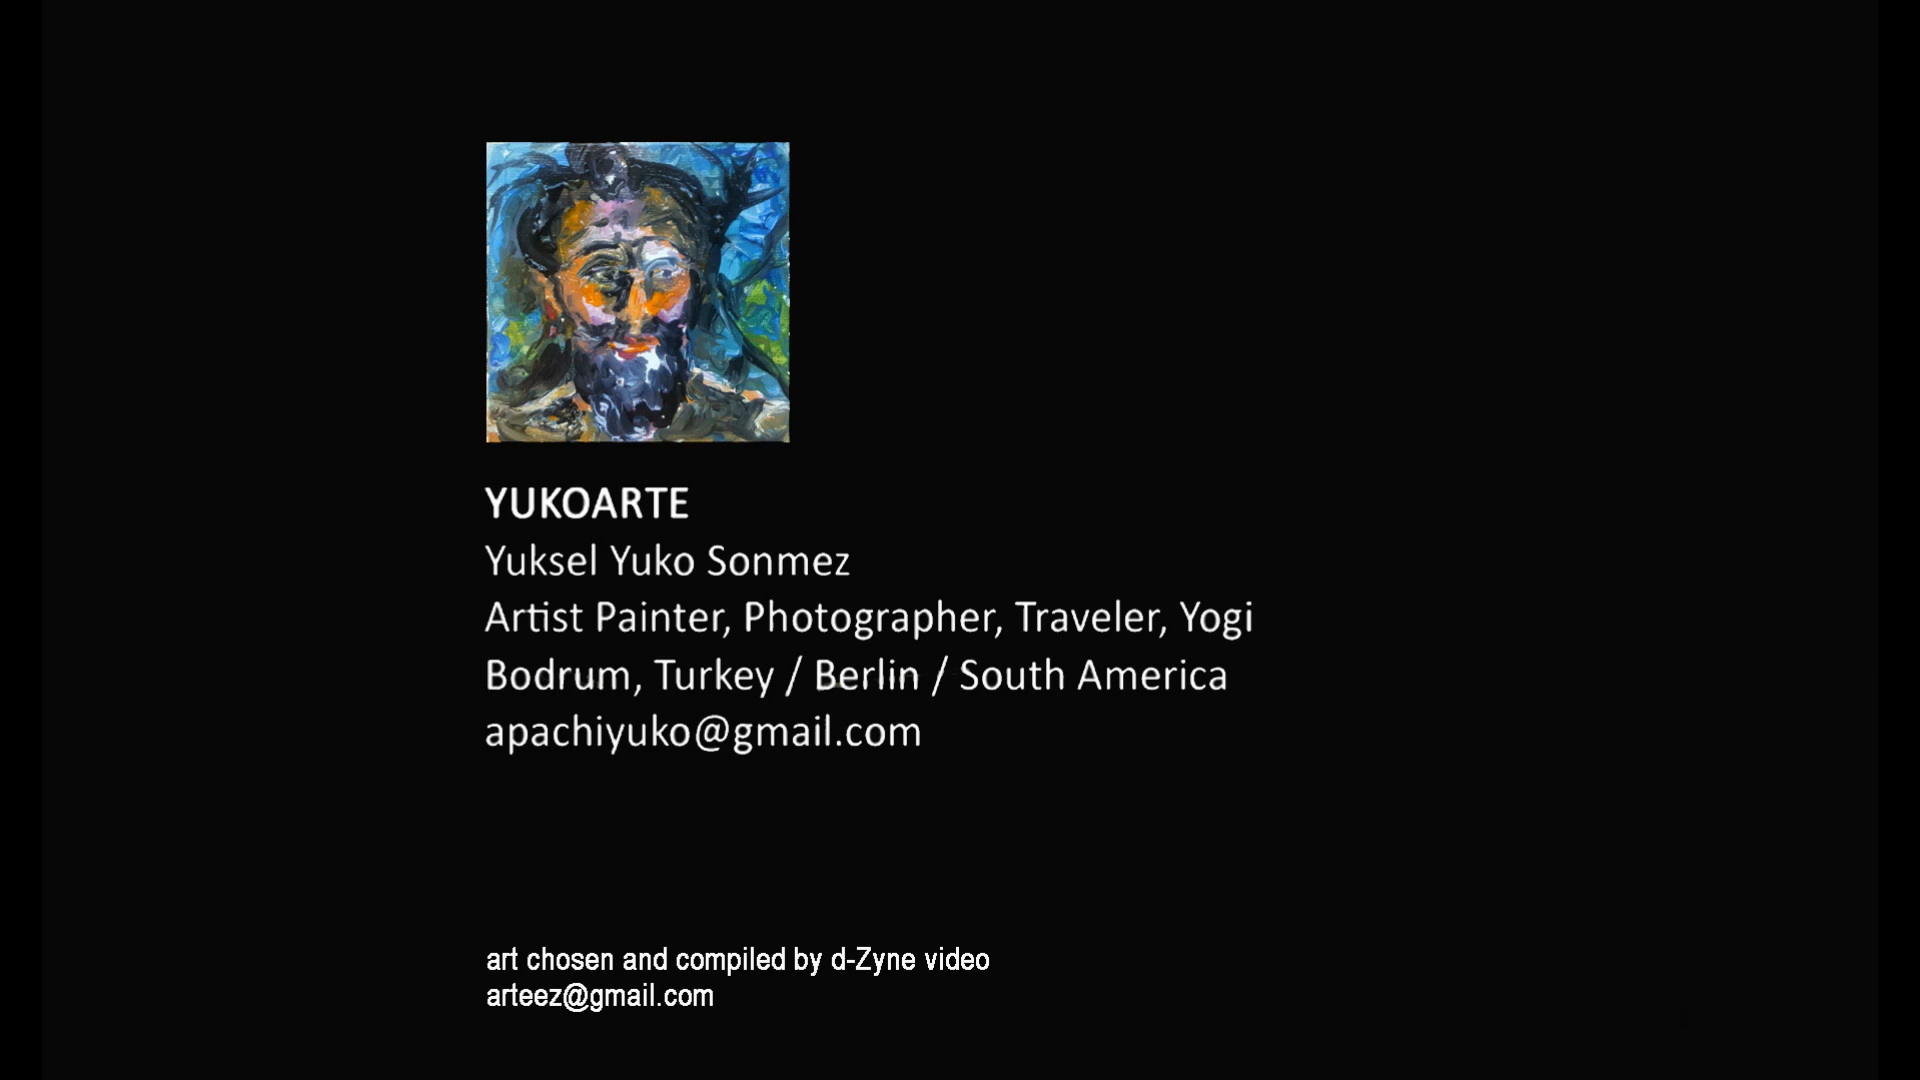 YUKOARTE
Yuksel Yuko Sonmez
Artist Painter, Photographer, Traveler, Yogi
Bodrum, Turkey / Berlin / South America
apachiyuko@gmail.com
art chosen and compiled by d-Zyne video
arteez@gmail.com